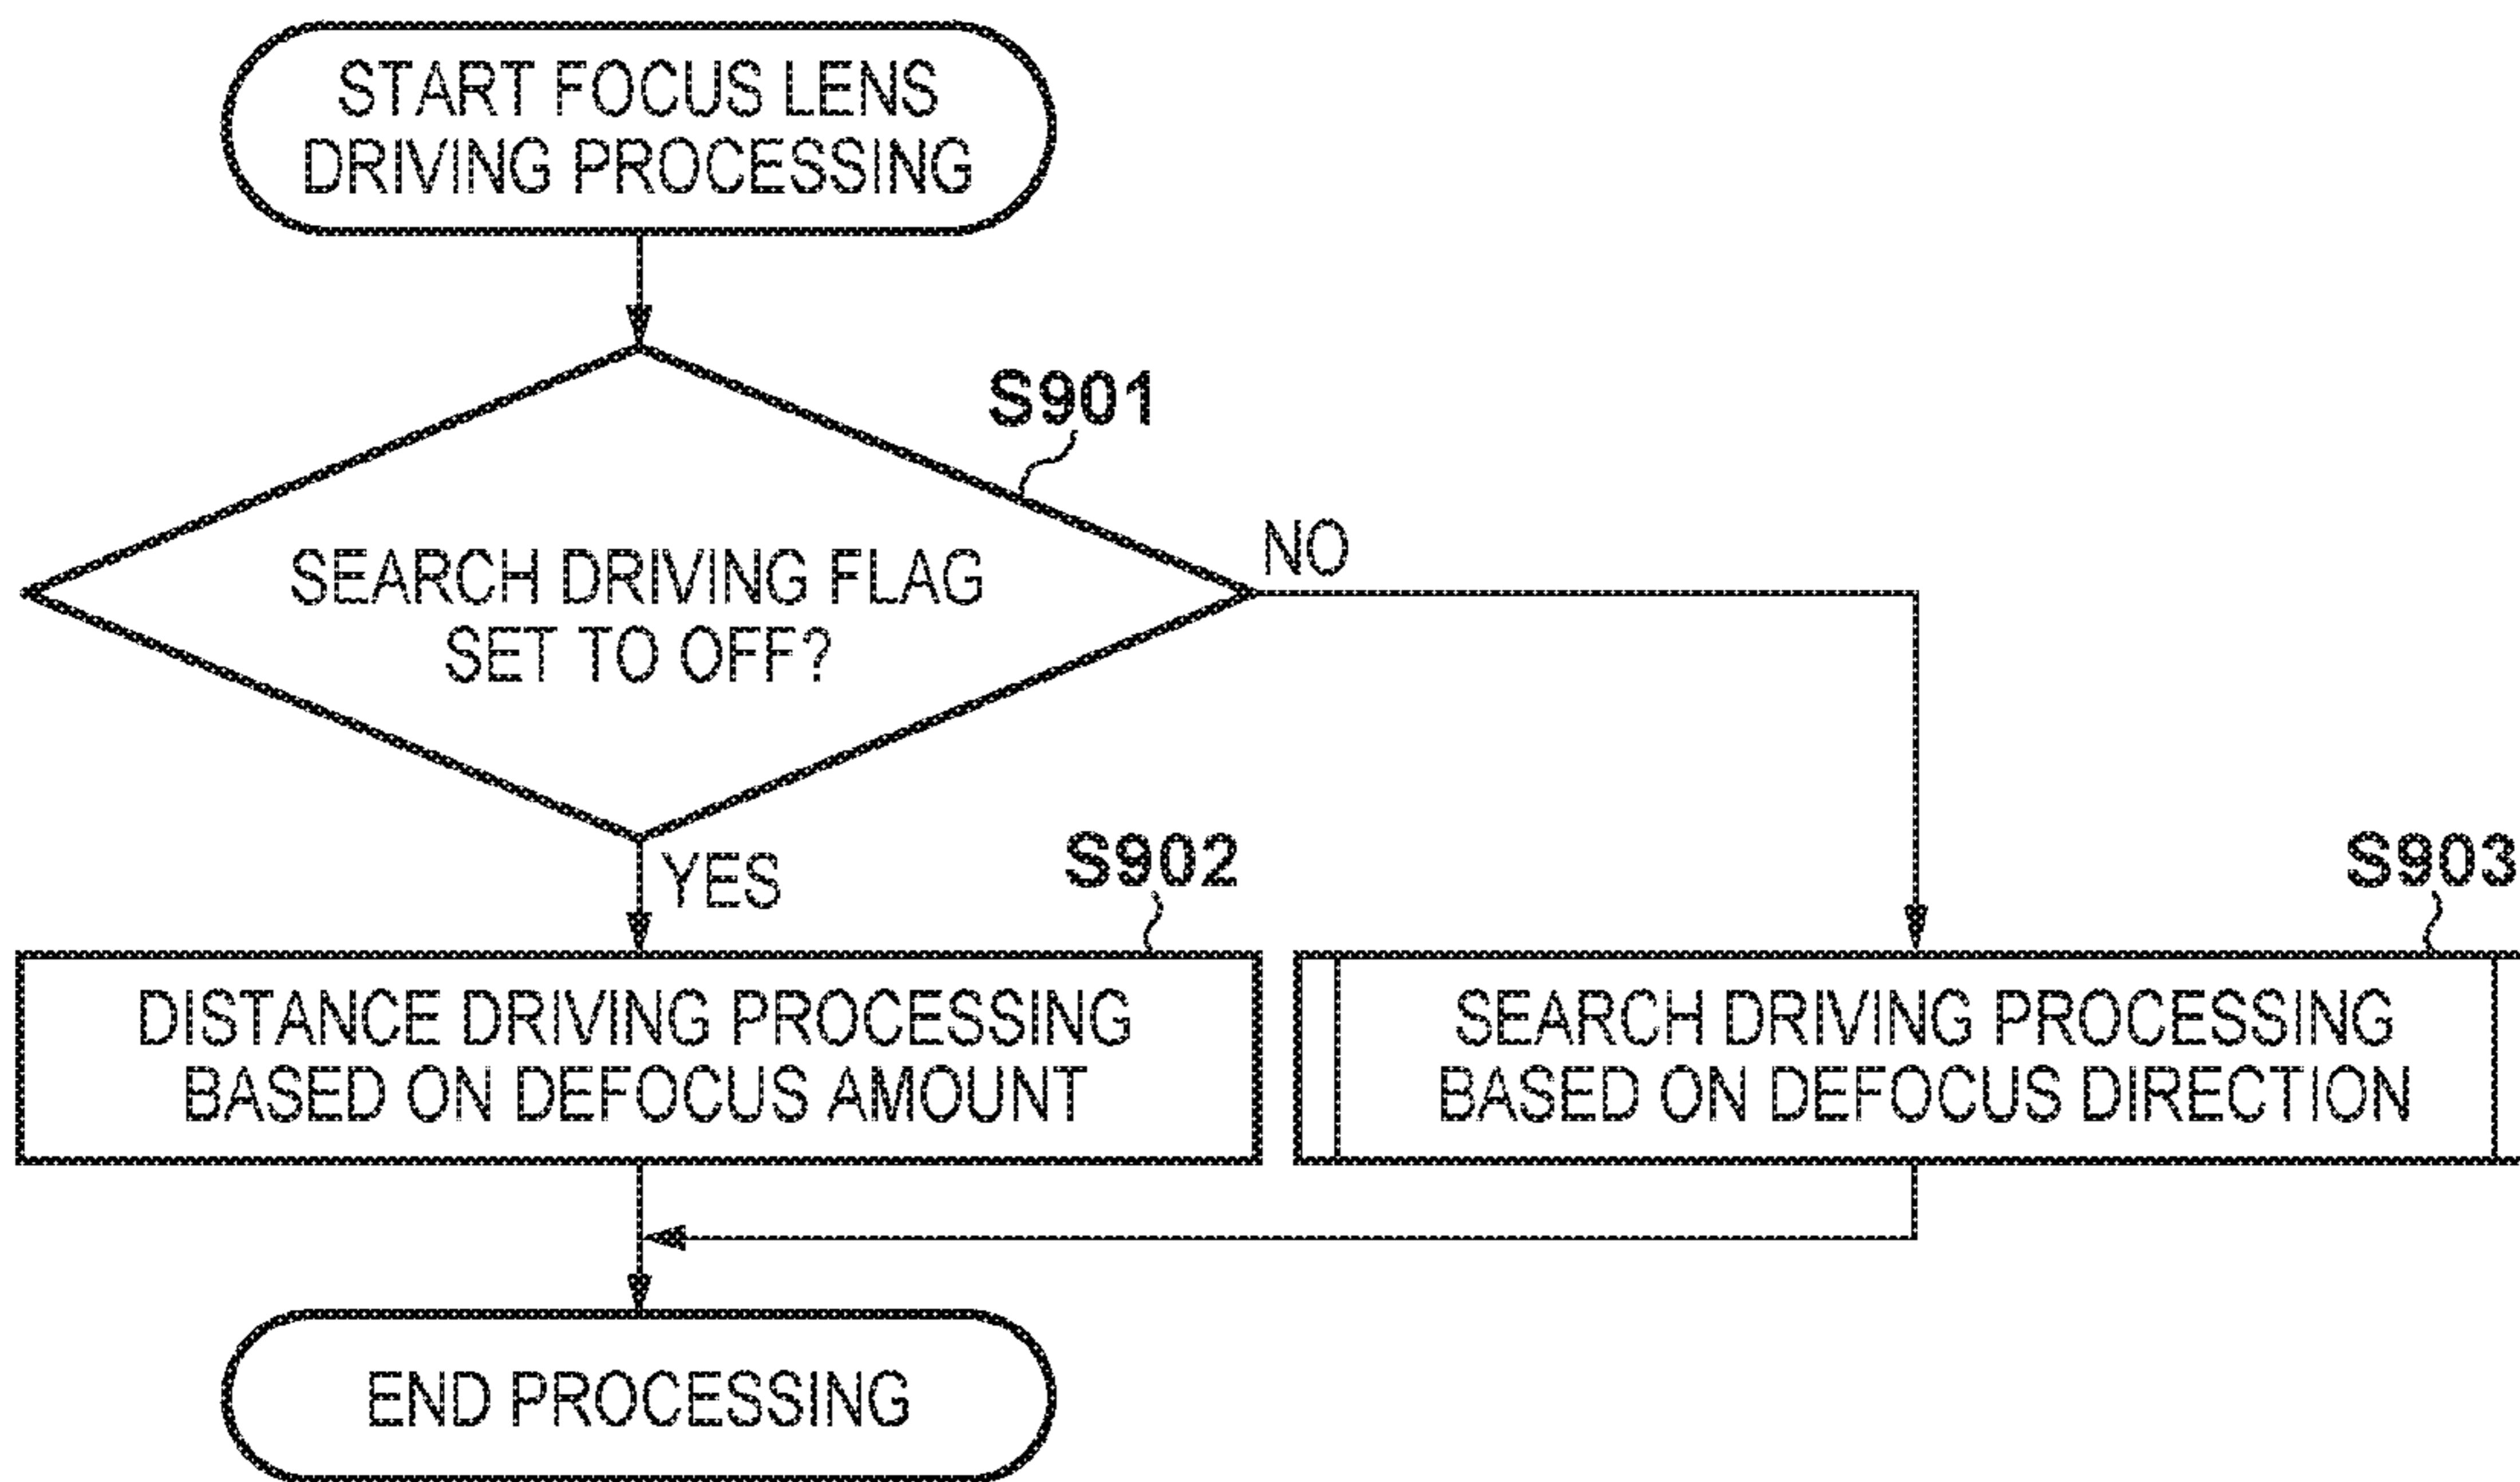 START FOCUS LENS
DRIVING PROCESSING
S901
SEARCH DRIVING FLAG
SET TO OFF?
NO
YES
S902
DISTANCE DRIVING PROCESSING
BASED ON DEFOCUS AMOUNT
S903
SEARCH DRIVING PROCESSING
BASED ON DEFOCUS DIRECTION
END PROCESSING